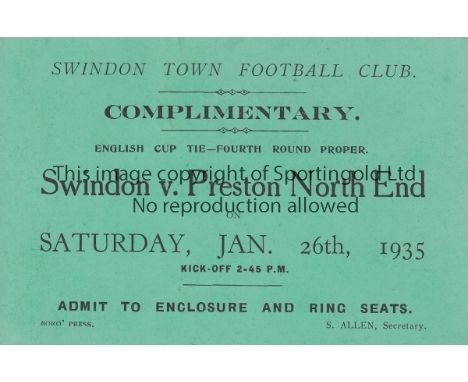 SWINDON TOWN FOOTBALL CLUB.
COMPLIMENTARY.
ENGLISH CUP TIE—FOURTH ROUND PROPER.
This image copyright of Sportingold Ltd
Swindon v. Preston North End
No reproduction allowed
ON
SATURDAY, JAN. 26th, 1935
KICK-OFF 2-45 P.M.
ADMIT TO ENCLOSURE AND RING SEATS.
BORO' PRESS. S. ALLEN, Secretary.